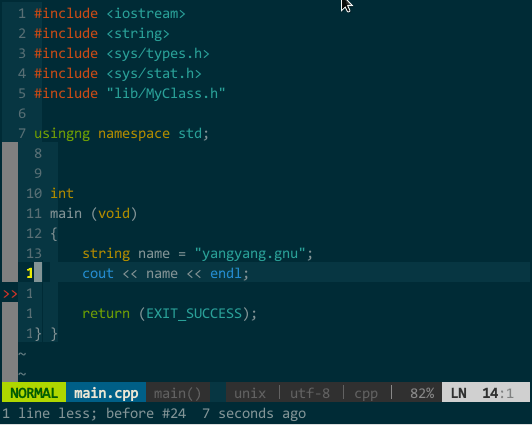 1 #include <iostream>
2 #include <string>
3 #include <sys/types.h>
4 #include <sys/stat.h>
5 #include "lib/MyClass.h"
6
7 usingng namespace std;
8
9
10 int
11 main (void)
12 {
13 string name = "yangyang.gnu";
1 cout << name << endl;
>> 1
1 return (EXIT_SUCCESS);
1} }
~
~
NORMAL main.cpp main() unix | utf-8 | cpp | 82% LN 14:1
1 line less; before #24 7 seconds ago